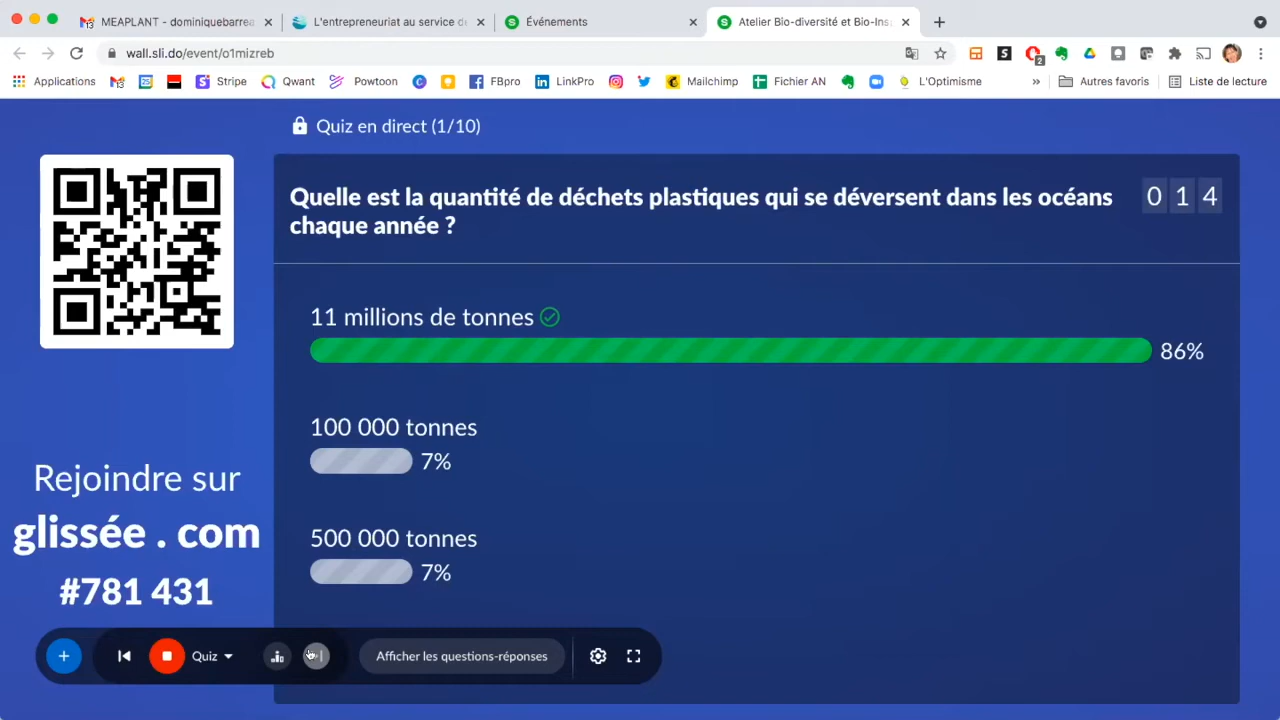 MEAPLANT - dominiquebarrea
L'entrepreneuriat au service de
Événements
Atelier Bio-diversité et Bio-Ins
wall.sli.do/event/o1mizreb
Applications
Stripe
Qwant
Powtoon
FBpro
LinkPro
Mailchimp
Fichier AN
L'Optimisme
»
Autres favoris
Liste de lecture
Quiz en direct (1/10)
Quelle est la quantité de déchets plastiques qui se déversent dans les océans
chaque année ?
014
11 millions de tonnes
86%
100 000 tonnes
7%
500 000 tonnes
7%
Rejoindre sur
glissée . com
#781 431
Quiz
Afficher les questions-réponses